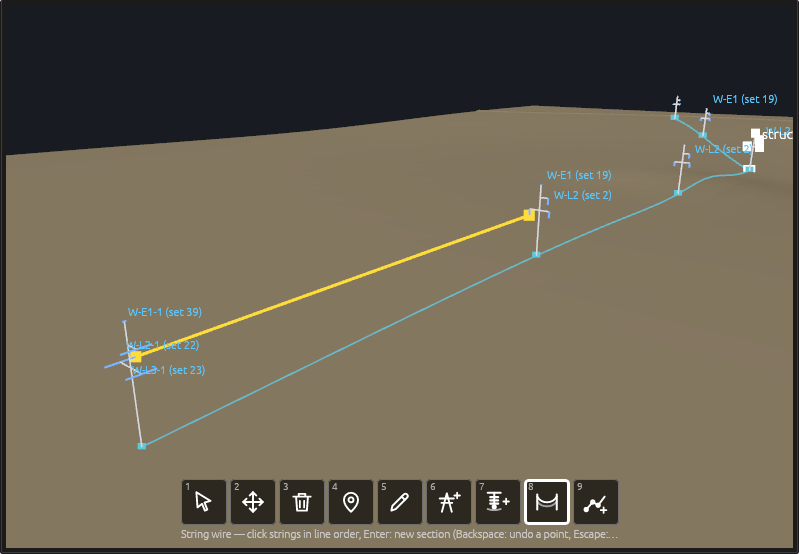 W-E1 (set 19)
struc
W-L2 (set 2)
W-E1 (set 19)
W-L2 (set 2)
W-E1-1 (set 39)
W-L2-1 (set 22)
W-L3-1 (set 23)
1 2 3 4 5 6 7 8 9
String wire — click strings in line order, Enter: new section (Backspace: undo a point, Escape:...